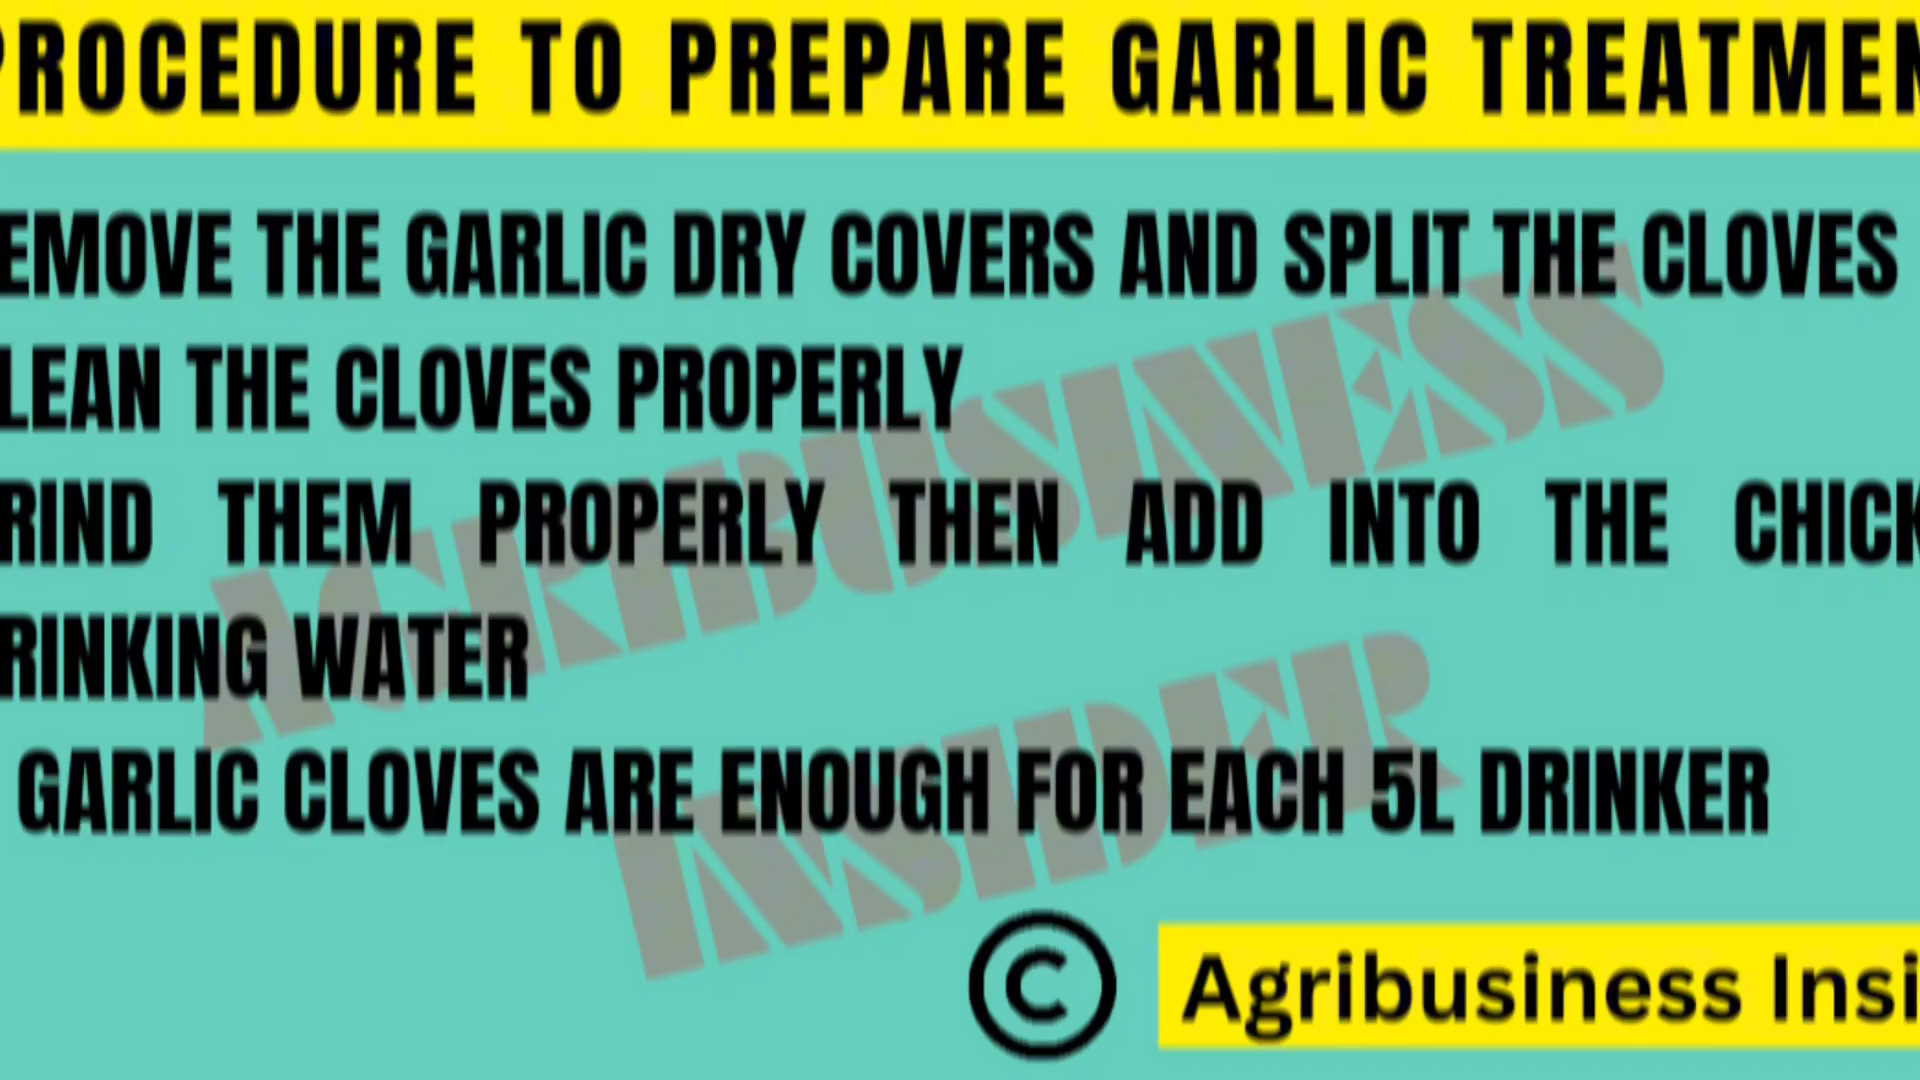 PROCEDURE TO PREPARE GARLIC TREATMEN
EMOVE THE GARLIC DRY COVERS AND SPLIT THE CLOVES
LEAN THE CLOVES PROPERLY
RIND THEM PROPERLY THEN ADD INTO THE CHICK
RINKING WATER
GARLIC CLOVES ARE ENOUGH FOR EACH 5L DRINKER
AGRIBUSINESS
INSIDER
© Agribusiness Insi